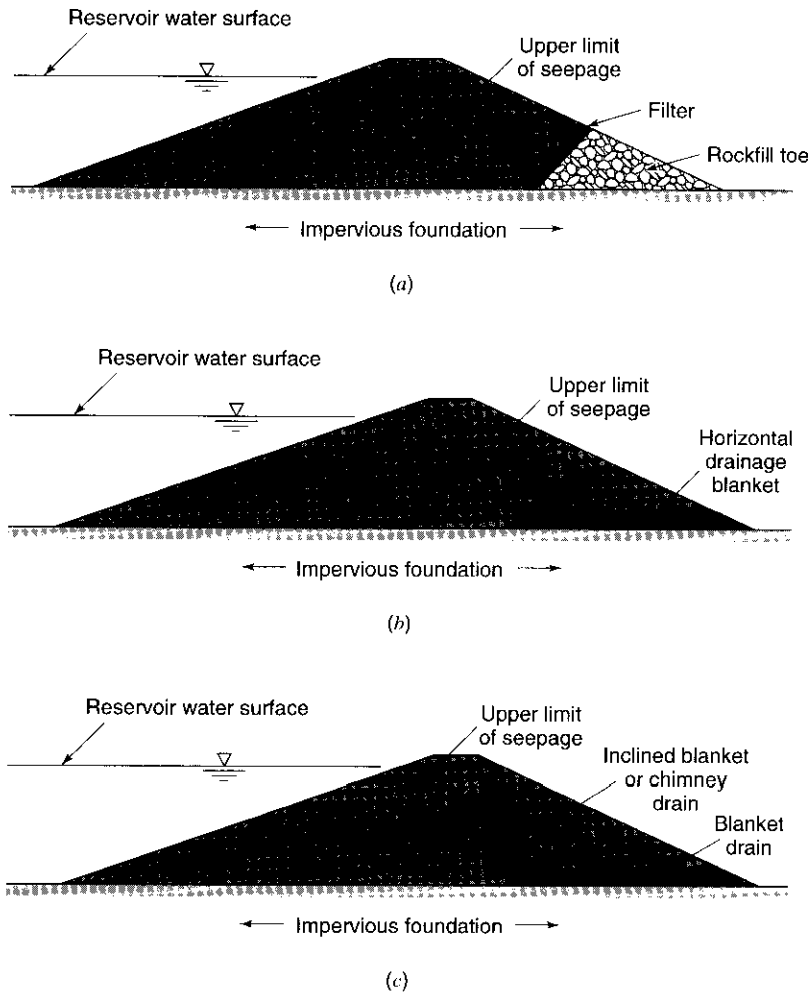 Reservoir water surface
Upper limit
of seepage
Filter
Rockfill toe
Impervious foundation
(a)
Reservoir water surface
Upper limit
of seepage
Horizontal
drainage
blanket
Impervious foundation
(b)
Reservoir water surface
Upper limit
of seepage
Inclined blanket
or chimney
drain
Blanket
drain
Impervious foundation
(c)